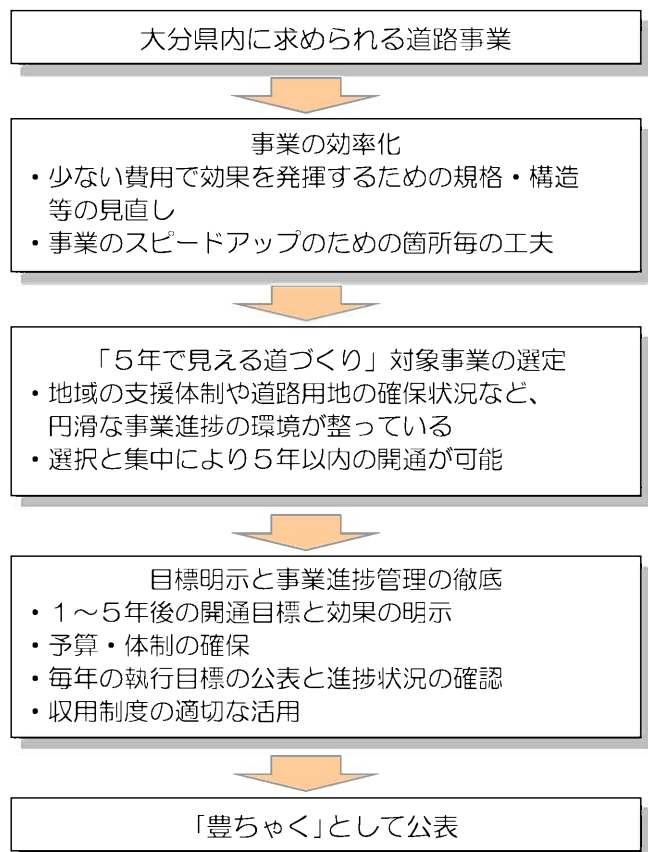 大分県内に求められる道路事業
事業の効率化
・少ない費用で効果を発揮するための規格・構造
等の見直し
・事業のスピードアップのための箇所毎の工夫
「５年で見える道づくり」対象事業の選定
・地域の支援体制や道路用地の確保状況など、
円滑な事業進捗の環境が整っている
・選択と集中により５年以内の開通が可能
目標明示と事業進捗管理の徹底
・１～５年後の開通目標と効果の明示
・予算・体制の確保
・毎年の執行目標の公表と進捗状況の確認
・収用制度の適切な活用
「豊ちゃく」として公表